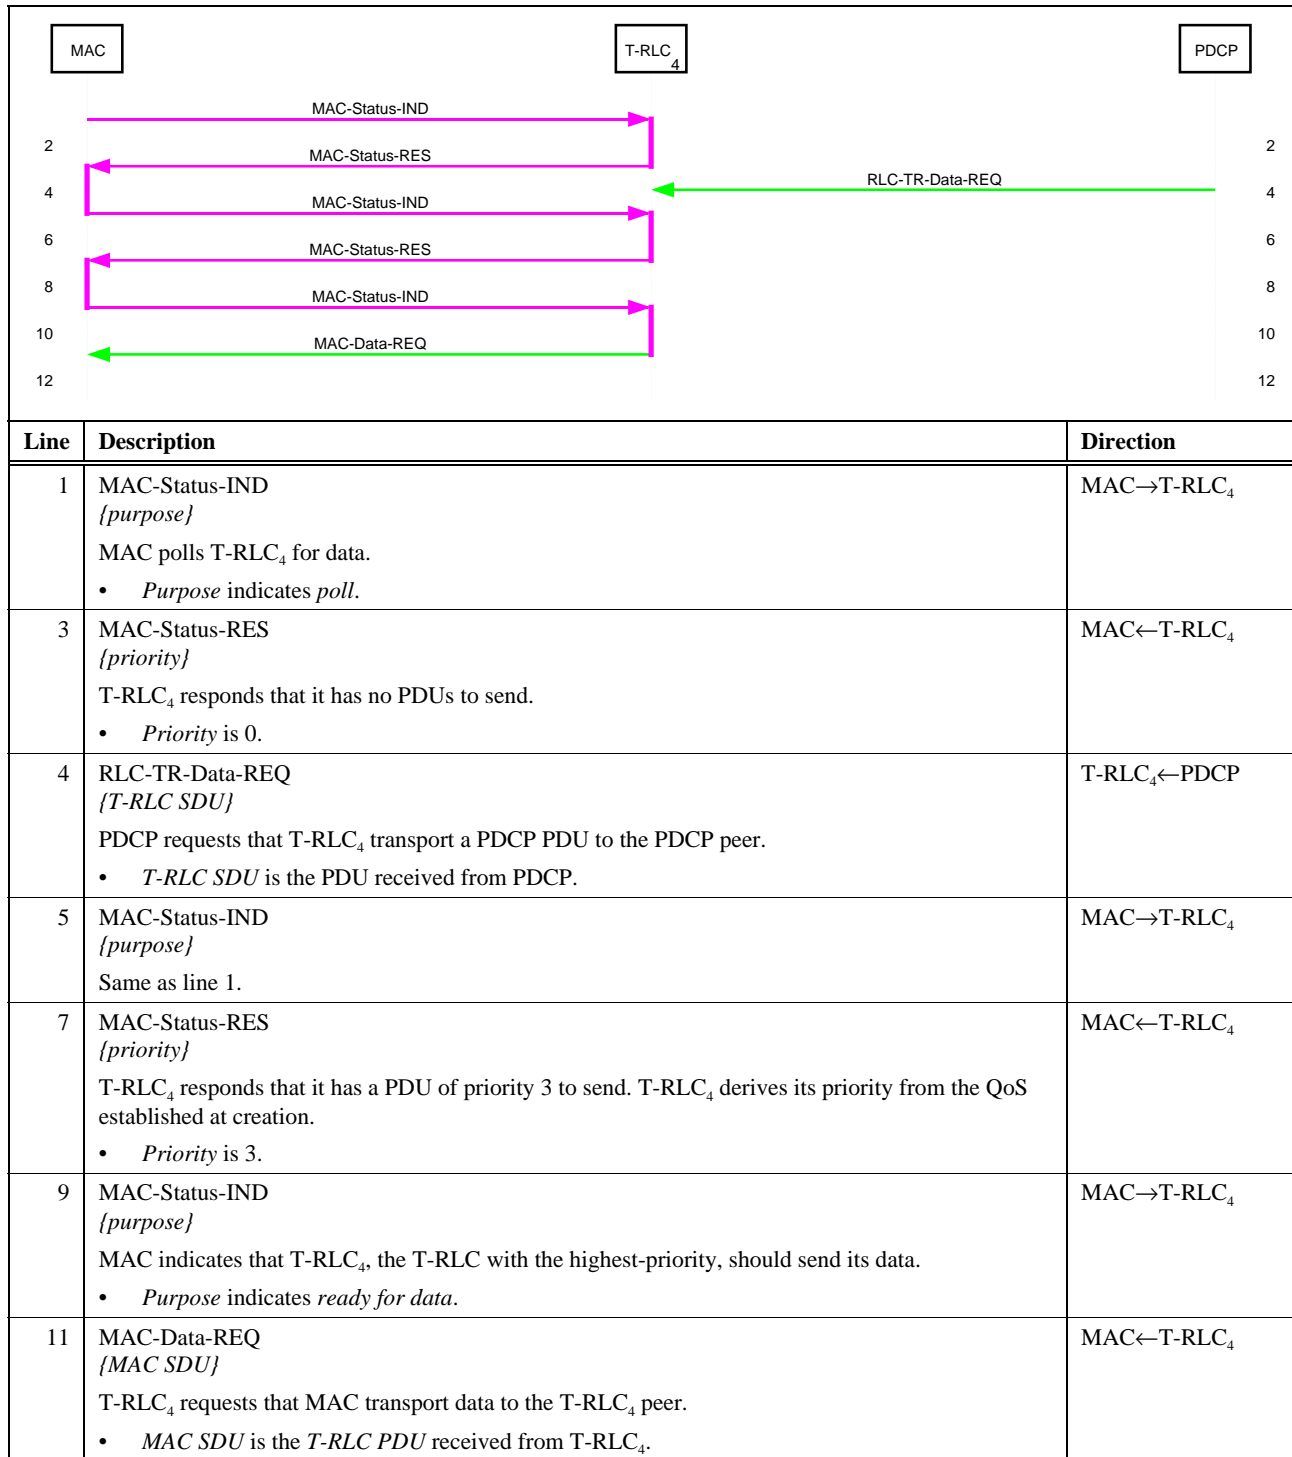 MAC
T-RLC4
PDCP
MAC-Status-IND
2
MAC-Status-RES
2
RLC-TR-Data-REQ
4
MAC-Status-IND
4
6
MAC-Status-RES
6
8
MAC-Status-IND
8
10
MAC-Data-REQ
10
12
12
Line Description Direction
1 MAC-Status-IND MAC→T-RLC4
{purpose}
MAC polls T-RLC4 for data.
• Purpose indicates poll.
3 MAC-Status-RES MAC←T-RLC4
{priority}
T-RLC4 responds that it has no PDUs to send.
• Priority is 0.
4 RLC-TR-Data-REQ T-RLC4←PDCP
{T-RLC SDU}
PDCP requests that T-RLC4 transport a PDCP PDU to the PDCP peer.
• T-RLC SDU is the PDU received from PDCP.
5 MAC-Status-IND MAC→T-RLC4
{purpose}
Same as line 1.
7 MAC-Status-RES MAC←T-RLC4
{priority}
T-RLC4 responds that it has a PDU of priority 3 to send. T-RLC4 derives its priority from the QoS
established at creation.
• Priority is 3.
9 MAC-Status-IND MAC→T-RLC4
{purpose}
MAC indicates that T-RLC4, the T-RLC with the highest-priority, should send its data.
• Purpose indicates ready for data.
11 MAC-Data-REQ MAC←T-RLC4
{MAC SDU}
T-RLC4 requests that MAC transport data to the T-RLC4 peer.
• MAC SDU is the T-RLC PDU received from T-RLC4.